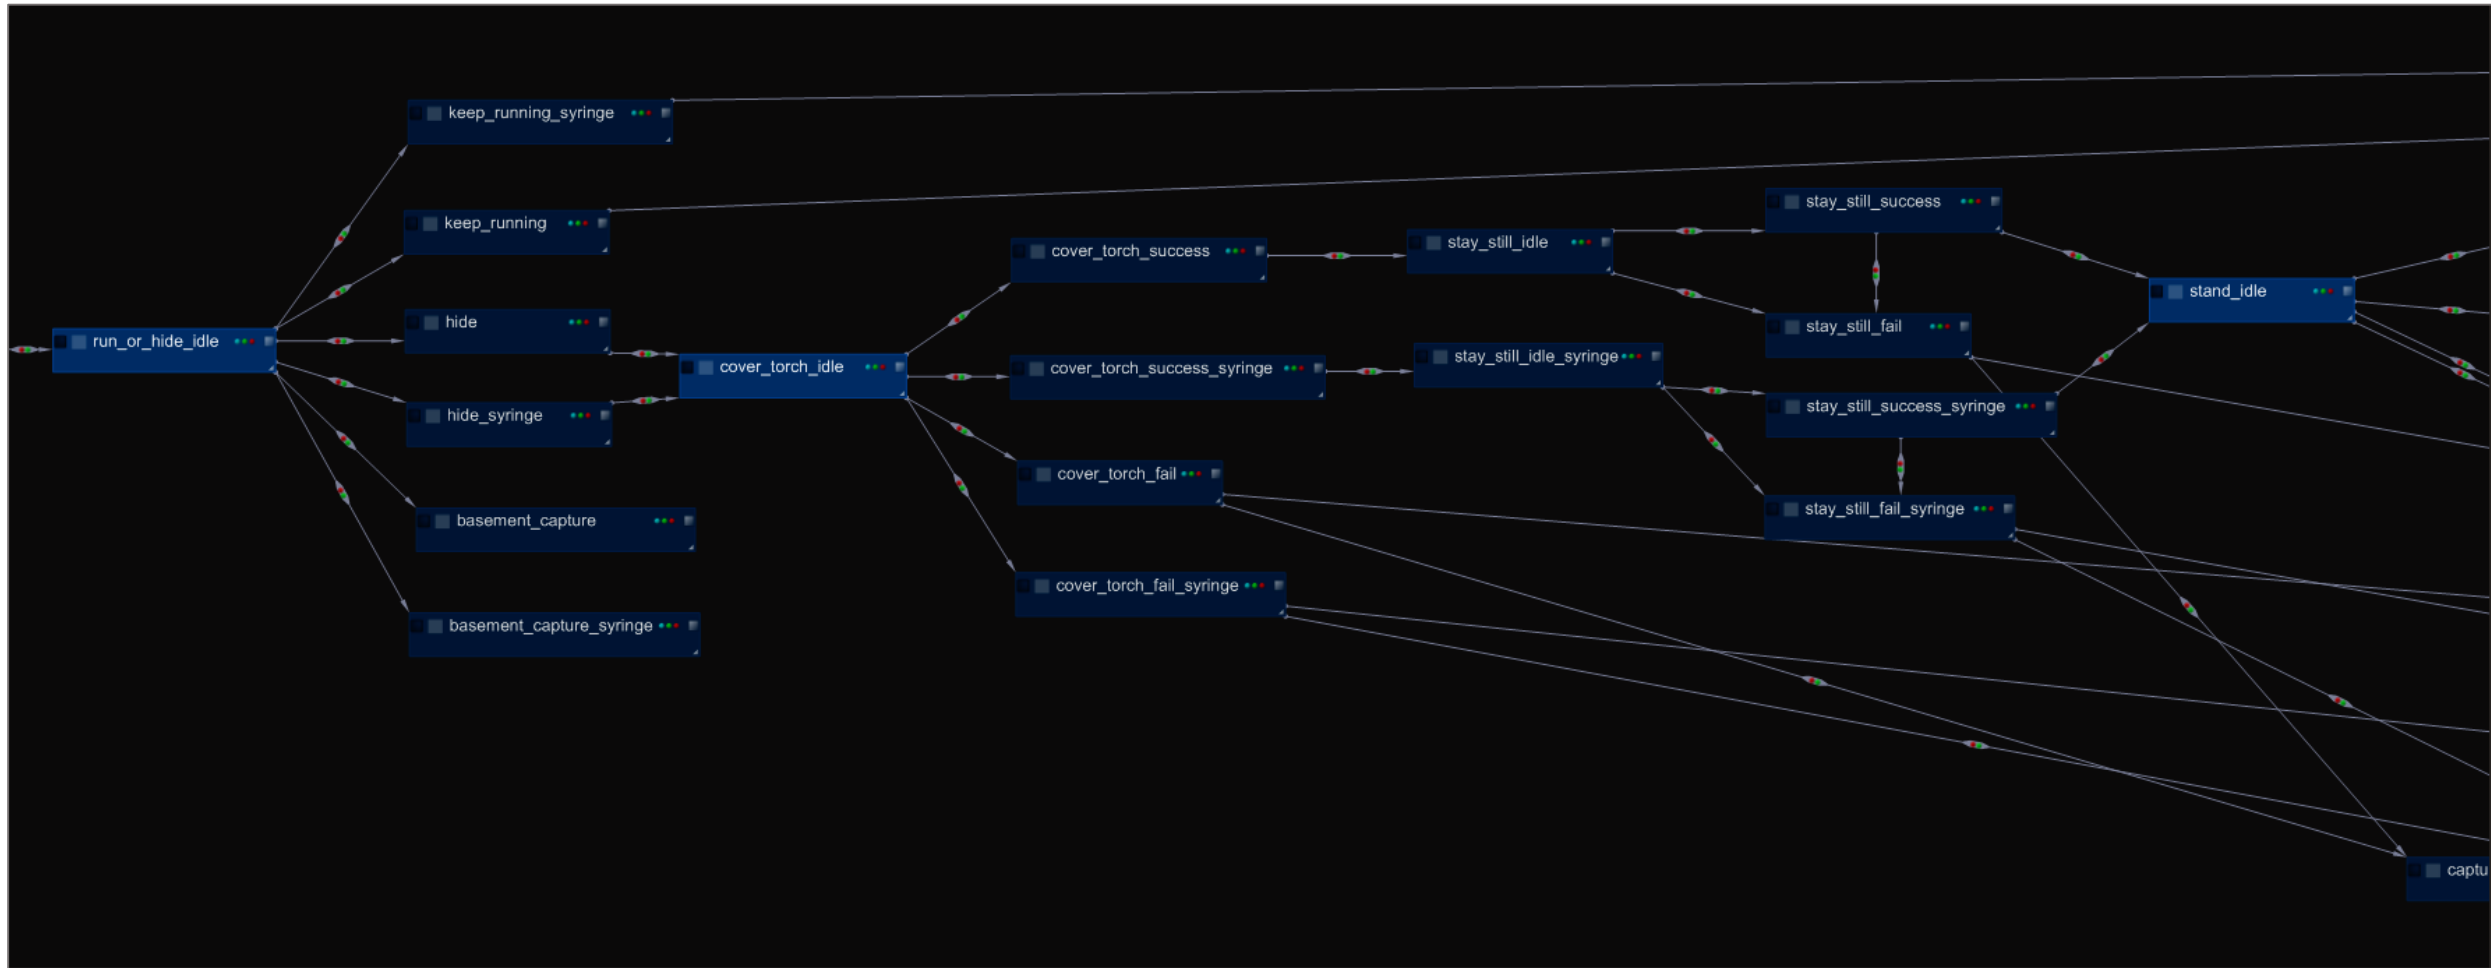 keep_running_syringe
keep_running
stay_still_success
cover_torch_success
stay_still_idle
stand_idle
hide
stay_still_fail
run_or_hide_idle
cover_torch_idle
cover_torch_success_syringe
stay_still_idle_syringe
hide_syringe
stay_still_success_syringe
cover_torch_fail
basement_capture
stay_still_fail_syringe
cover_torch_fail_syringe
basement_capture_syringe
captu